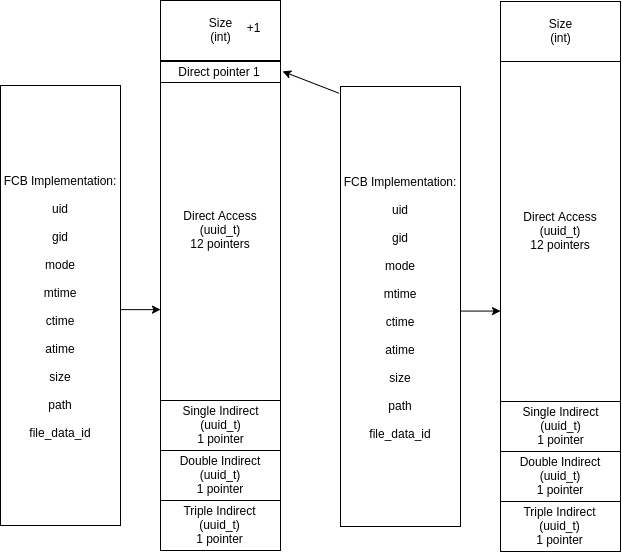 FCB Implementation:
uid
gid
mode
mtime
ctime
atime
size
path
file_data_id
Size
(int)
+1
Direct pointer 1
Direct Access
(uuid_t)
12 pointers
Single Indirect
(uuid_t)
1 pointer
Double Indirect
(uuid_t)
1 pointer
Triple Indirect
(uuid_t)
1 pointer
FCB Implementation:
uid
gid
mode
mtime
ctime
atime
size
path
file_data_id
Size
(int)
Direct Access
(uuid_t)
12 pointers
Single Indirect
(uuid_t)
1 pointer
Double Indirect
(uuid_t)
1 pointer
Triple Indirect
(uuid_t)
1 pointer